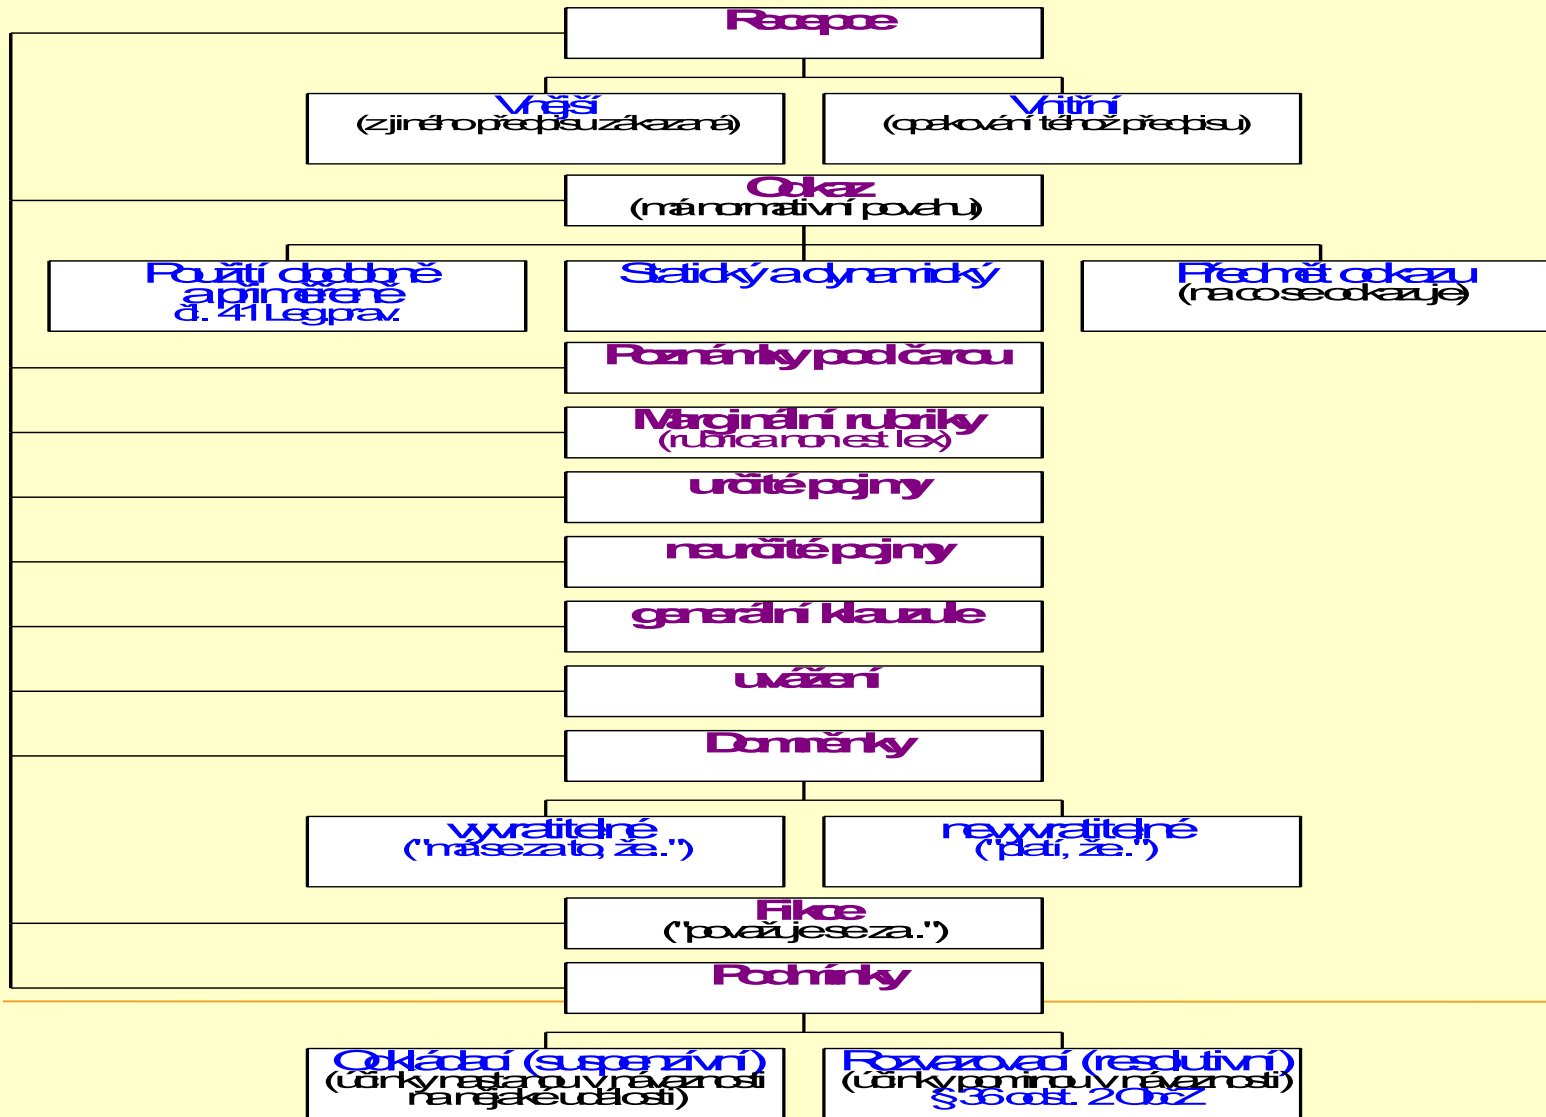 Recepce
Vnější
(z jiného předpisu zákazaná)
Vnitřní
(opakování téhož předpisu)
Odkaz
(má normativní povahu)
Použití obdobně
a přiměřeně
čl. 41 Leg.prav.
Statický a dynamický
Předmět odkazu
(na co se odkazuje)
Poznámky pod čarou
Marginální rubriky
(rubrica non est lex)
určité pojmy
neurčité pojmy
generální klauzule
uvážení
Domněnky
vyvratitelné
("má se za to, že..")
nevyvratitelné
("platí, že..")
Fikce
("považuje se za..")
Podmínky
Odkládací (suspenzívní)
(účinky nastanou v návaznosti
na nějaké události)
Rozvazovací (resolutivní)
(účinky pominou v návaznosti)
§ 36 odst. 2 ObčZ